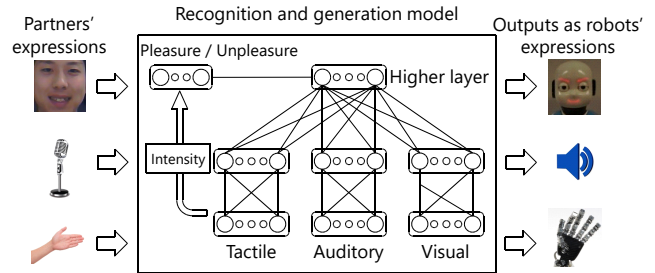 Partners'
expressions
Recognition and generation model
Outputs as robots'
expressions
Pleasure / Unpleasure
Higher layer
Intensity
Tactile
Auditory
Visual